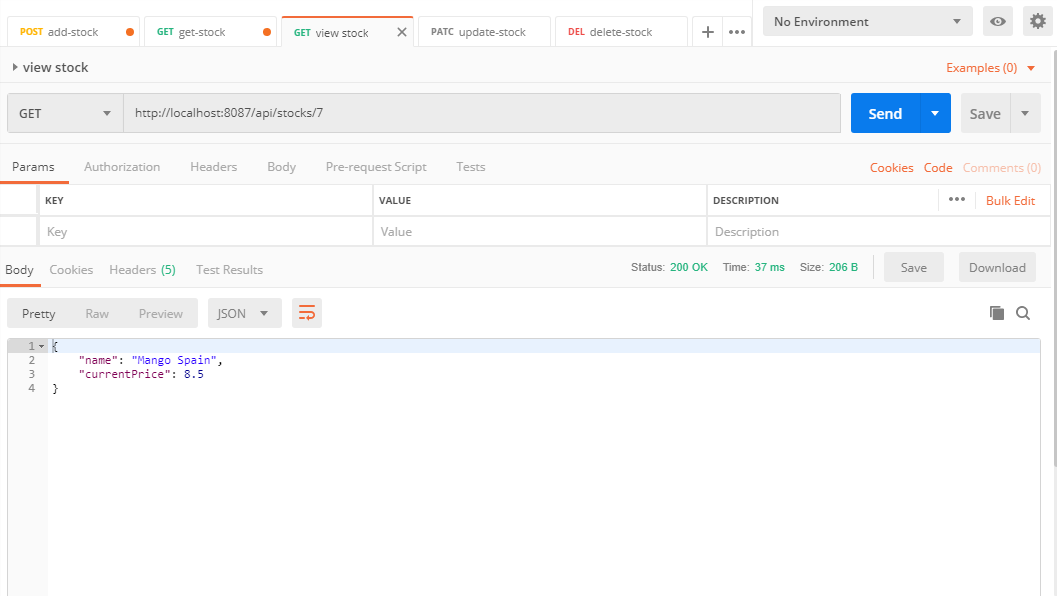 POST add-stock GET get-stock GET view stock PATC update-stock DEL delete-stock No Environment
view stock Examples (0)
GET http://localhost:8087/api/stocks/7 Send Save
Params Authorization Headers Body Pre-request Script Tests Cookies Code Comments (0)
KEY VALUE DESCRIPTION Bulk Edit
Key Value Description
Body Cookies Headers (5) Test Results Status: 200 OK Time: 37 ms Size: 206 B Save Download
Pretty Raw Preview JSON
1 {
2 "name": "Mango Spain",
3 "currentPrice": 8.5
4 }